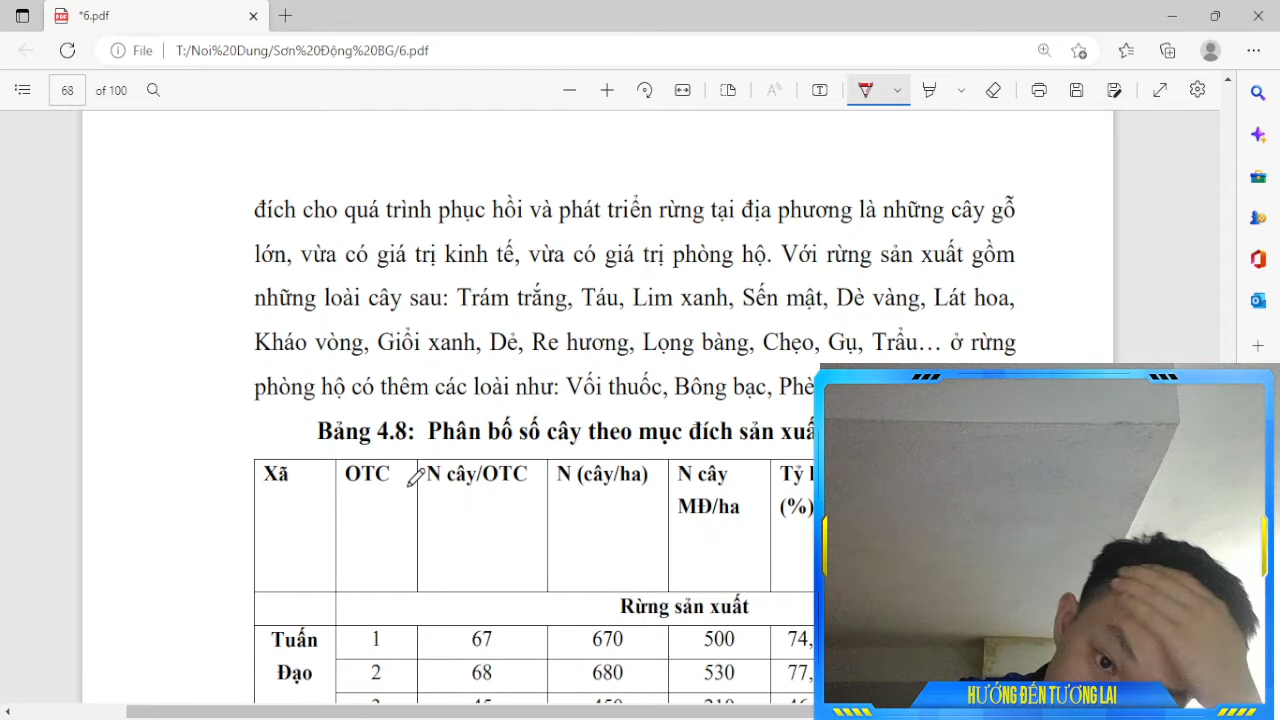 *6.pdf
File T:/Noi%20Dung/Sơn%20Động%20BG/6.pdf
68 of 100
đích cho quá trình phục hồi và phát triển rừng tại địa phương là những cây gỗ
lớn, vừa có giá trị kinh tế, vừa có giá trị phòng hộ. Với rừng sản xuất gồm
những loài cây sau: Trám trắng, Táu, Lim xanh, Sến mật, Dè vàng, Lát hoa,
Kháo vòng, Giổi xanh, Dẻ, Re hương, Lọng bàng, Chẹo, Gụ, Trẩu… ở rừng
phòng hộ có thêm các loài như: Vối thuốc, Bông bạc, Phè
Bảng 4.8: Phân bố số cây theo mục đích sản xuấ
Xã OTC N cây/OTC N (cây/ha) N cây Tỷ
MĐ/ha (%)
Rừng sản xuất
Tuấn 1 67 670 500 74,
Đạo 2 68 680 530 77,
HƯỚNG ĐẾN TƯƠNG LAI